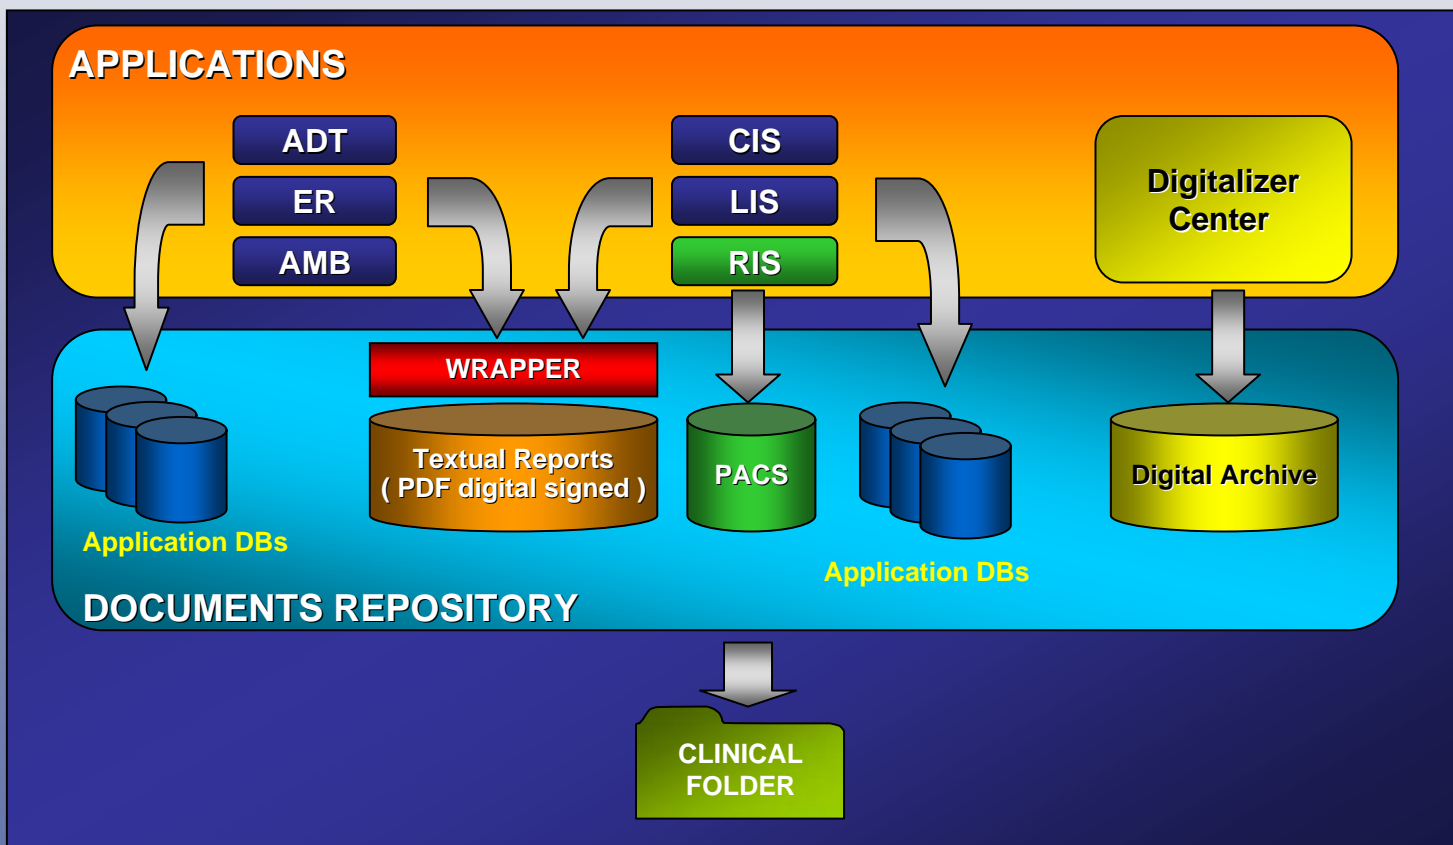 APPLICATIONS
ADT
ER
AMB
CIS
LIS
RIS
Digitalizer
Center
WRAPPER
Textual Reports
( PDF digital signed )
PACS
Digital Archive
Application DBs
Application DBs
DOCUMENTS REPOSITORY
CLINICAL
FOLDER